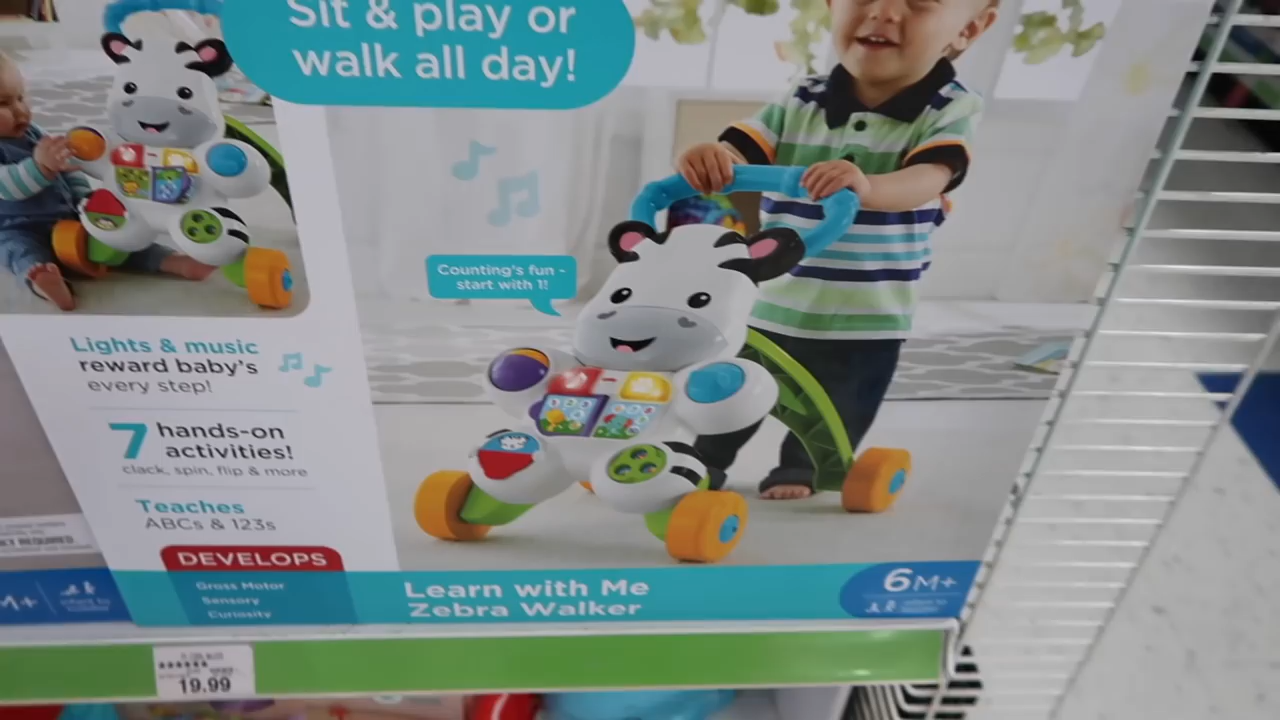 Sit & play or
walk all day!
Counting's fun -
start with 1!
Lights & music
reward baby's
every step!
7 hands-on
activities!
clack, spin, flip & more
Teaches
ABCs & 123s
DEVELOPS
Gross Motor
Sensory
Curiosity
Learn with Me
Zebra Walker
6M+
M+
REQUIRED
19.99